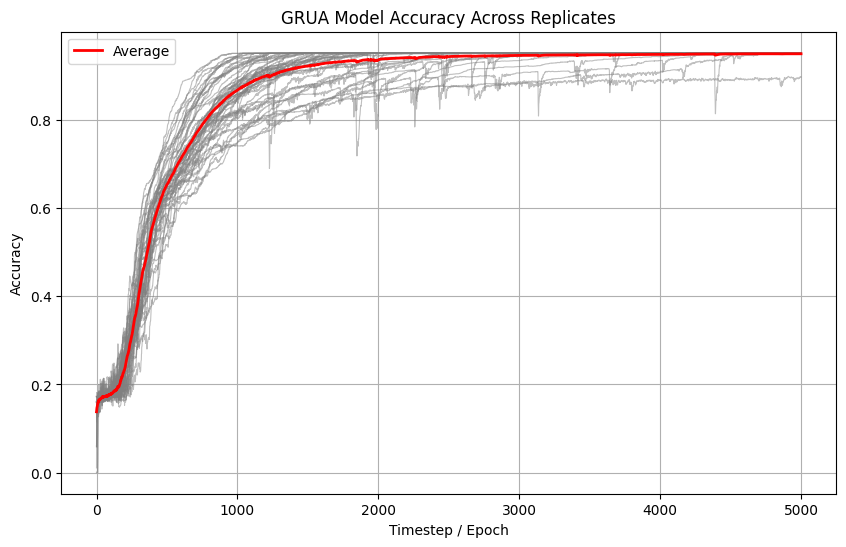 GRUA Model Accuracy Across Replicates
Average
Accuracy
0.8
0.6
0.4
0.2
0.0
0 1000 2000 3000 4000 5000
Timestep / Epoch